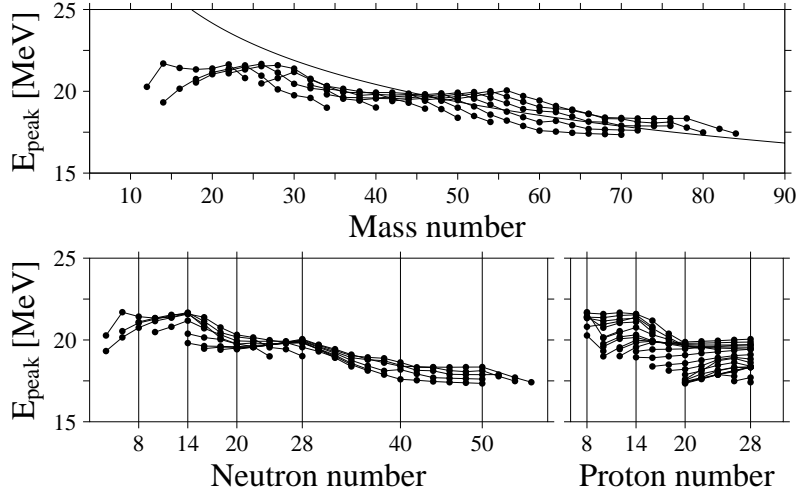 25
20
15
E_peak [MeV]
10 20 30 40 50 60 70 80 90
Mass number
25
20
15
E_peak [MeV]
8 14 20 28 40 50
Neutron number
8 14 20 28
Proton number